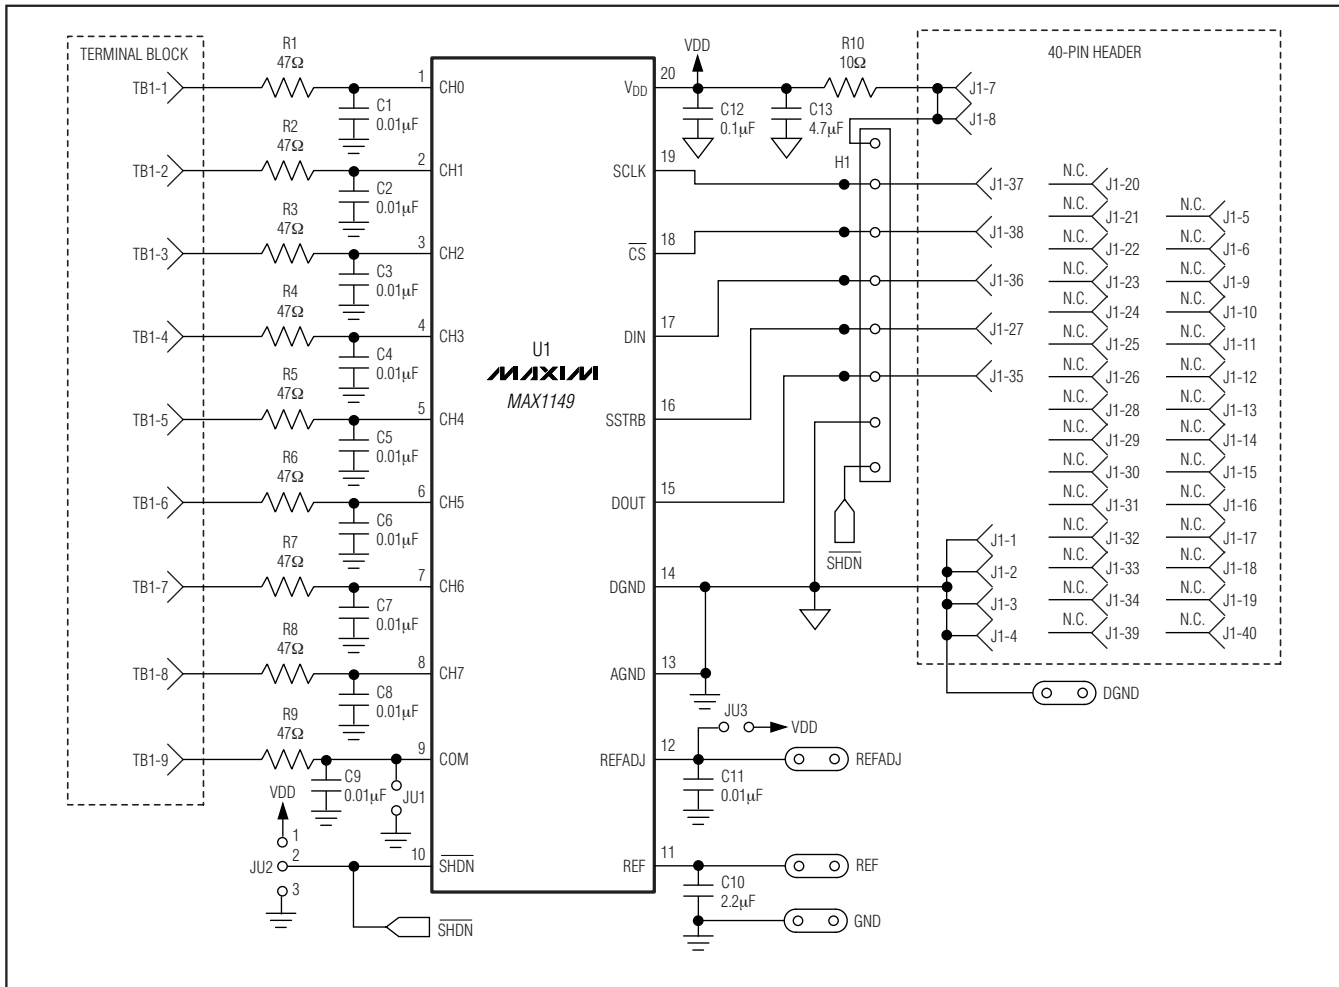 TERMINAL BLOCK
TB1-1
R1
47Ω
C1
0.01µF
1
CH0
TB1-2
R2
47Ω
C2
0.01µF
2
CH1
TB1-3
R3
47Ω
C3
0.01µF
3
CH2
TB1-4
R4
47Ω
C4
0.01µF
4
CH3
TB1-5
R5
47Ω
C5
0.01µF
5
CH4
TB1-6
R6
47Ω
C6
0.01µF
6
CH5
TB1-7
R7
47Ω
C7
0.01µF
7
CH6
TB1-8
R8
47Ω
C8
0.01µF
8
CH7
TB1-9
R9
47Ω
C9
0.01µF
JU1
9
COM
VDD
1
JU2
2
3
10
SHDN
SHDN
U1
MAXIM
MAX1149
VDD
20
VDD
C12
0.1µF
C13
4.7µF
R10
10Ω
H1
19
SCLK
18
CS
17
DIN
16
SSTRB
15
DOUT
SHDN
14
DGND
13
AGND
JU3
VDD
12
REFADJ
C11
0.01µF
REFADJ
11
REF
C10
2.2µF
REF
GND
DGND
40-PIN HEADER
J1-7
J1-8
J1-37
J1-38
J1-36
J1-27
J1-35
J1-1
J1-2
J1-3
J1-4
N.C.
J1-20
N.C.
J1-21
N.C.
J1-22
N.C.
J1-23
N.C.
J1-24
N.C.
J1-25
N.C.
J1-26
N.C.
J1-28
N.C.
J1-29
N.C.
J1-30
N.C.
J1-31
N.C.
J1-32
N.C.
J1-33
N.C.
J1-34
N.C.
J1-39
N.C.
J1-5
N.C.
J1-6
N.C.
J1-9
N.C.
J1-10
N.C.
J1-11
N.C.
J1-12
N.C.
J1-13
N.C.
J1-14
N.C.
J1-15
N.C.
J1-16
N.C.
J1-17
N.C.
J1-18
N.C.
J1-19
N.C.
J1-40